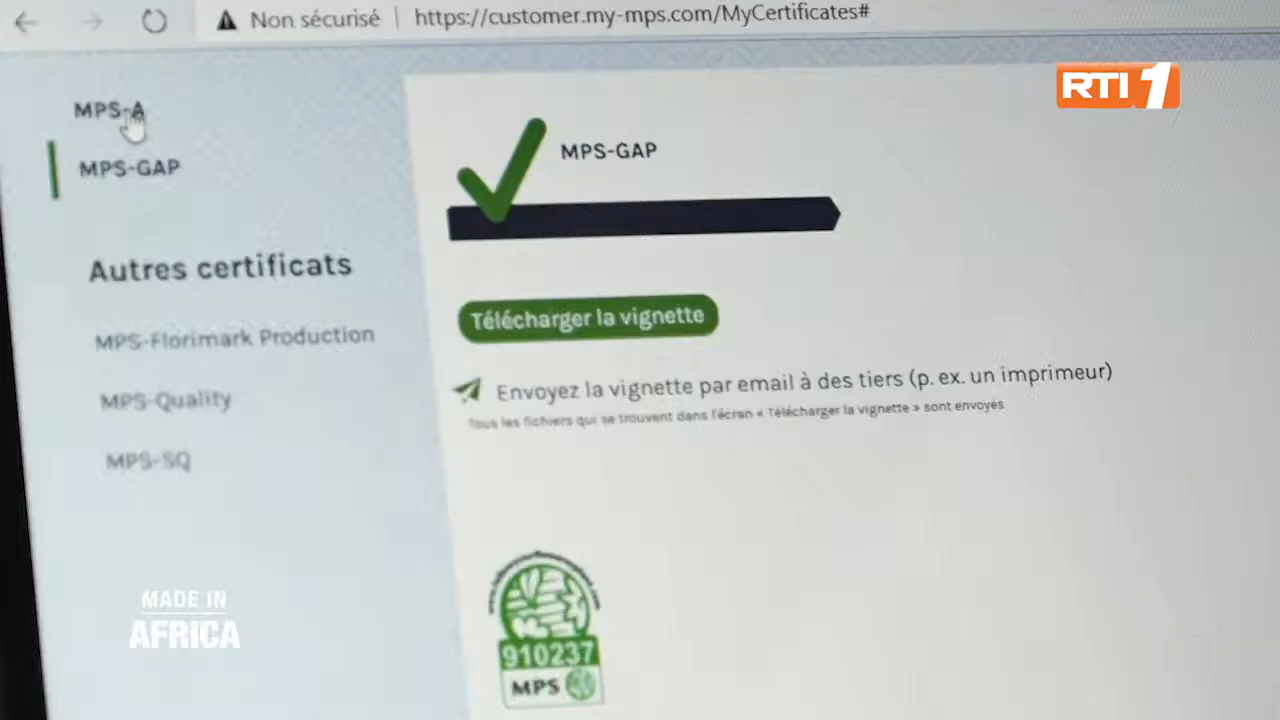 Non sécurisé | https://customer.my-mps.com/MyCertificates#
RTI 1
MPS-A
MPS-GAP
MPS-GAP
Autres certificats
Télécharger la vignette
MPS-Florimark Production
Envoyez la vignette par email à des tiers (p. ex. un imprimeur)
Tous les fichiers qui se trouvent dans l'écran « Télécharger la vignette » sont envoyés
MPS-Quality
MPS-SQ
MADE IN
AFRICA
910237
MPS